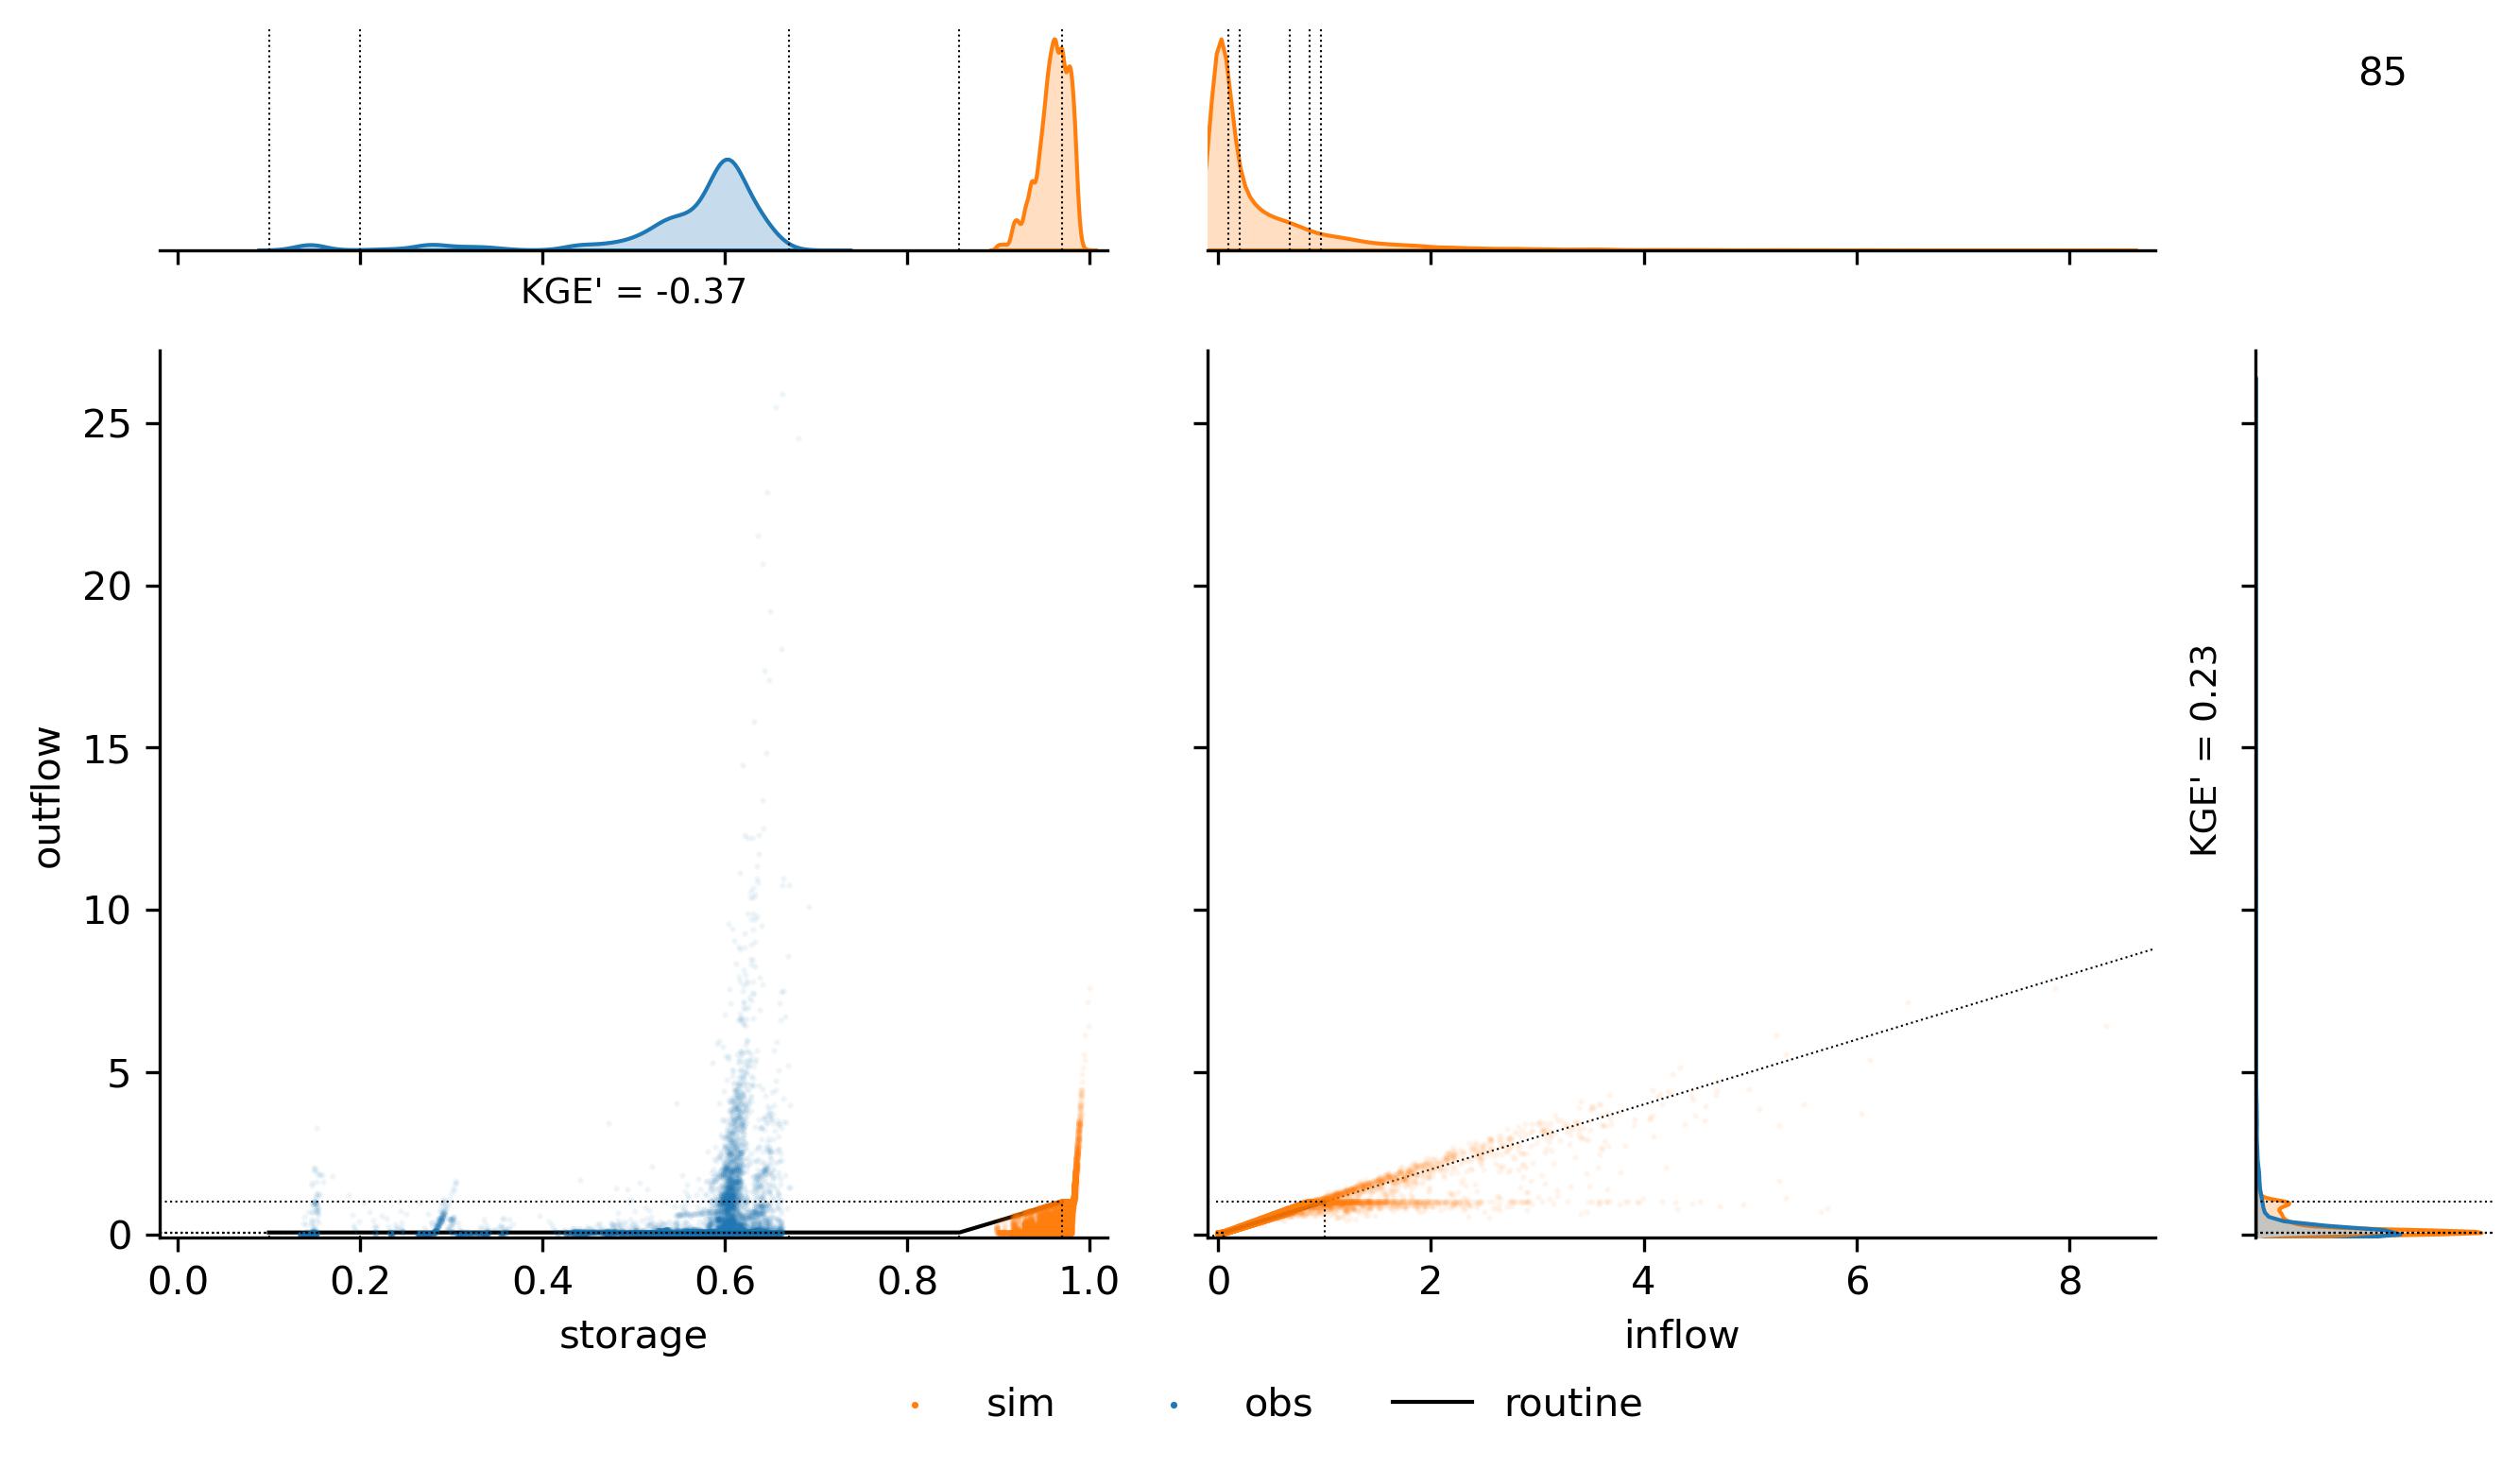 85
KGE' = -0.37
25
20
15
10
5
0
outflow
KGE' = 0.23
0.0 0.2 0.4 0.6 0.8 1.0
0 2 4 6 8
storage
inflow
sim obs routine